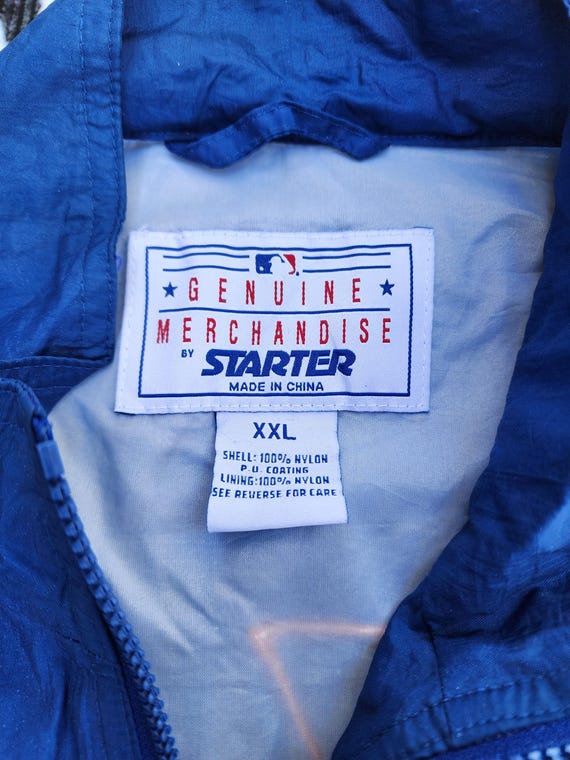 GENUINE
MERCHANDISE
BY STARTER
MADE IN CHINA
XXL
SHELL: 100% NYLON
P.U. COATING
LINING: 100% NYLON
SEE REVERSE FOR CARE